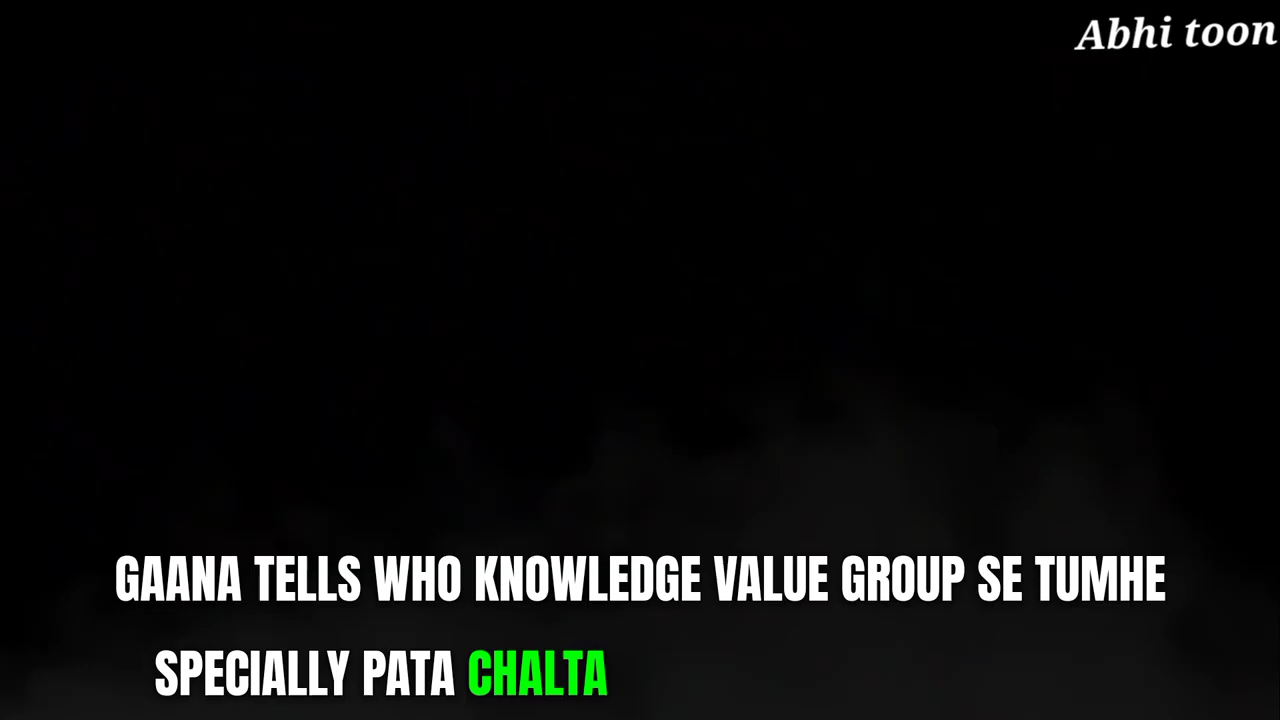 Abhi toon
GAANA TELLS WHO KNOWLEDGE VALUE GROUP SE TUMHE
SPECIALLY PATA CHALTA